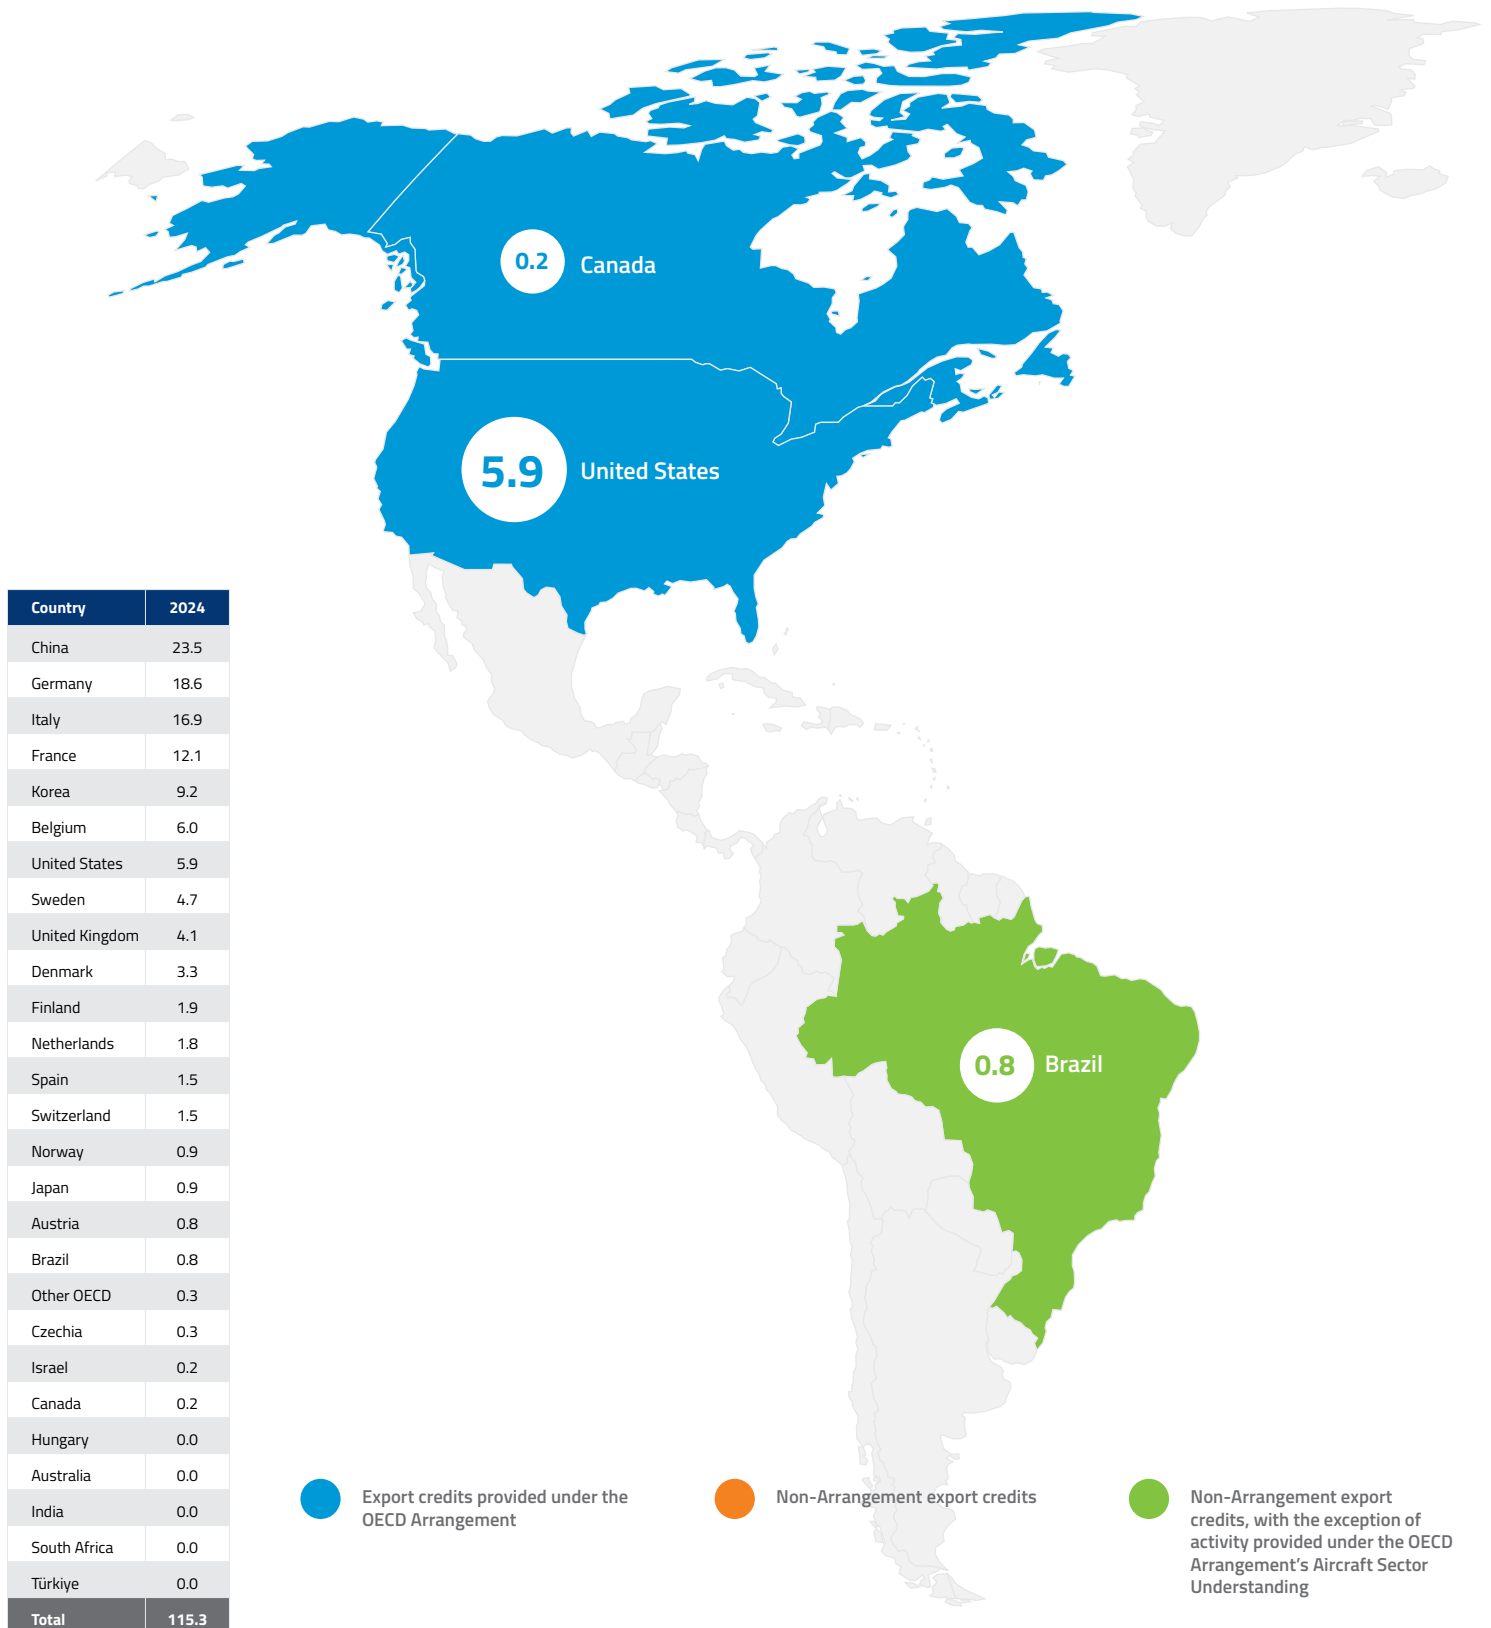 0.2 Canada
5.9 United States
Country 2024
China 23.5
Germany 18.6
Italy 16.9
France 12.1
Korea 9.2
Belgium 6.0
United States 5.9
Sweden 4.7
United Kingdom 4.1
Denmark 3.3
Finland 1.9
Netherlands 1.8
Spain 1.5
Switzerland 1.5
Norway 0.9
Japan 0.9
Austria 0.8
Brazil 0.8
Other OECD 0.3
Czechia 0.3
Israel 0.2
Canada 0.2
Hungary 0.0
Australia 0.0
India 0.0
South Africa 0.0
Türkiye 0.0
Total 115.3
0.8 Brazil
Export credits provided under the
OECD Arrangement
Non-Arrangement export credits
Non-Arrangement export
credits, with the exception of
activity provided under the OECD
Arrangement’s Aircraft Sector
Understanding